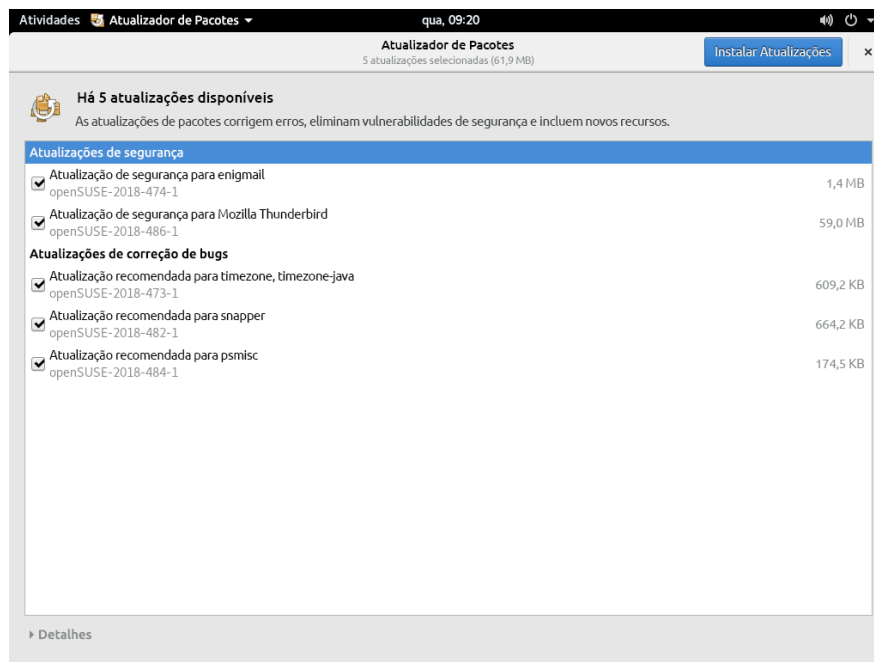 Atividades Atualizador de Pacotes qua, 09:20
Atualizador de Pacotes
5 atualizações selecionadas (61,9 MB)
Instalar Atualizações
Há 5 atualizações disponíveis
As atualizações de pacotes corrigem erros, eliminam vulnerabilidades de segurança e incluem novos recursos.
Atualizações de segurança
Atualização de segurança para enigmail 1,4 MB
openSUSE-2018-474-1
Atualização de segurança para Mozilla Thunderbird 59,0 MB
openSUSE-2018-486-1
Atualizações de correção de bugs
Atualização recomendada para timezone, timezone-java 609,2 KB
openSUSE-2018-473-1
Atualização recomendada para snapper 664,2 KB
openSUSE-2018-482-1
Atualização recomendada para psmisc 174,5 KB
openSUSE-2018-484-1
Detalhes